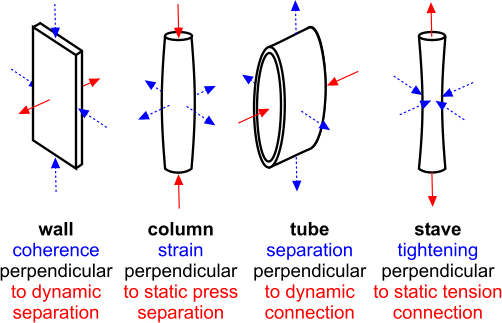 wall
coherence
perpendicular
to dynamic
separation
column
strain
perpendicular
to static press
separation
tube
separation
perpendicular
to dynamic
connection
stave
tightening
perpendicular
to static tension
connection